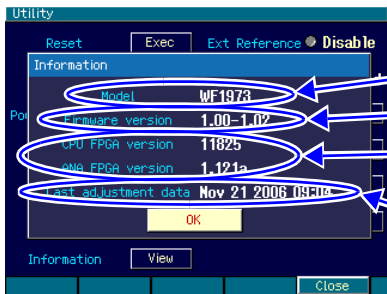 Utility
Reset Exec Ext Reference Disable
Information
Model WF1973
Po
Firmware version 1.00-1.02
CPU FPGA version 11825
ANA FPGA version 1.121a
Last adjustment data Nov 21 2006 09:04
OK
Information View
Close